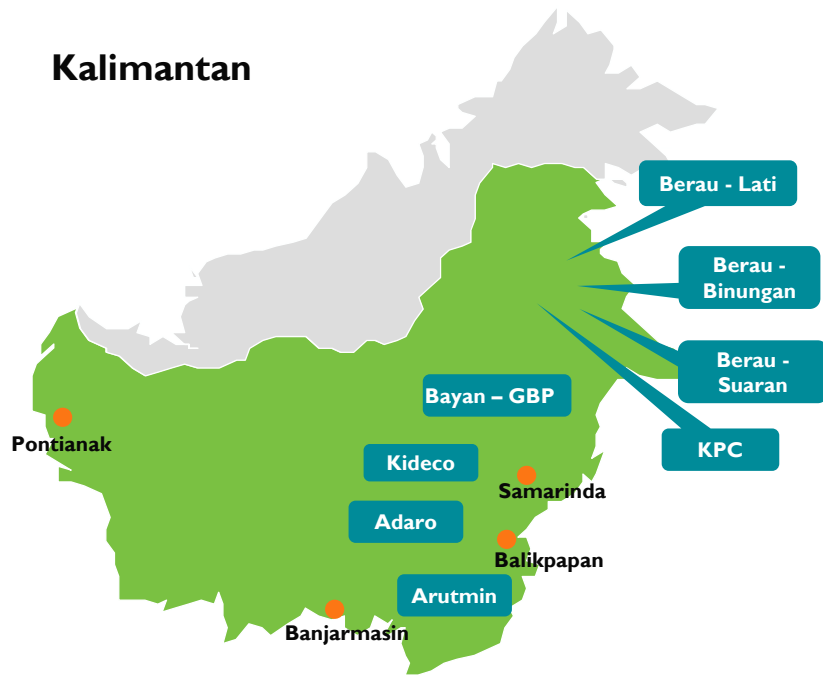 Kalimantan
Berau - Lati
Berau -
Binungan
Berau -
Suaran
Bayan – GBP
Pontianak
KPC
Kideco
Samarinda
Adaro
Balikpapan
Arutmin
Banjarmasin